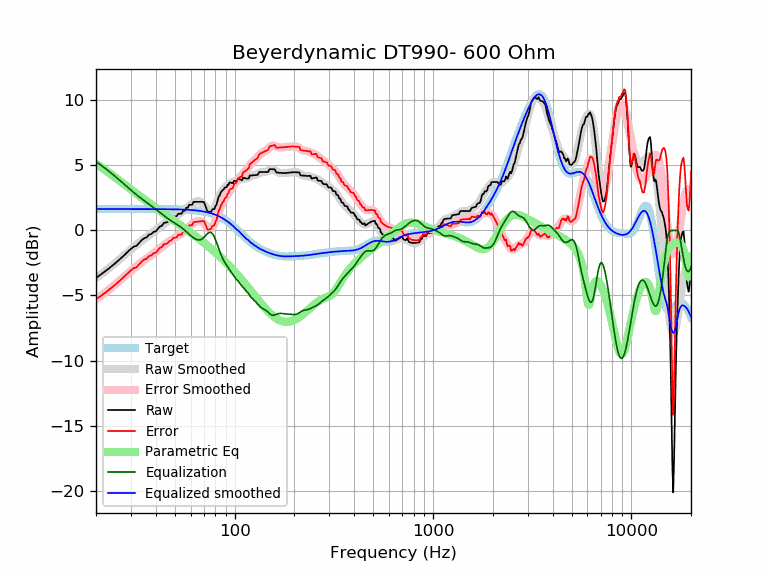 Beyerdynamic DT990- 600 Ohm
Amplitude (dBr)
10
5
0
−5
−10
−15
−20
Target
Raw Smoothed
Error Smoothed
Raw
Error
Parametric Eq
Equalization
Equalized smoothed
100
1000
10000
Frequency (Hz)